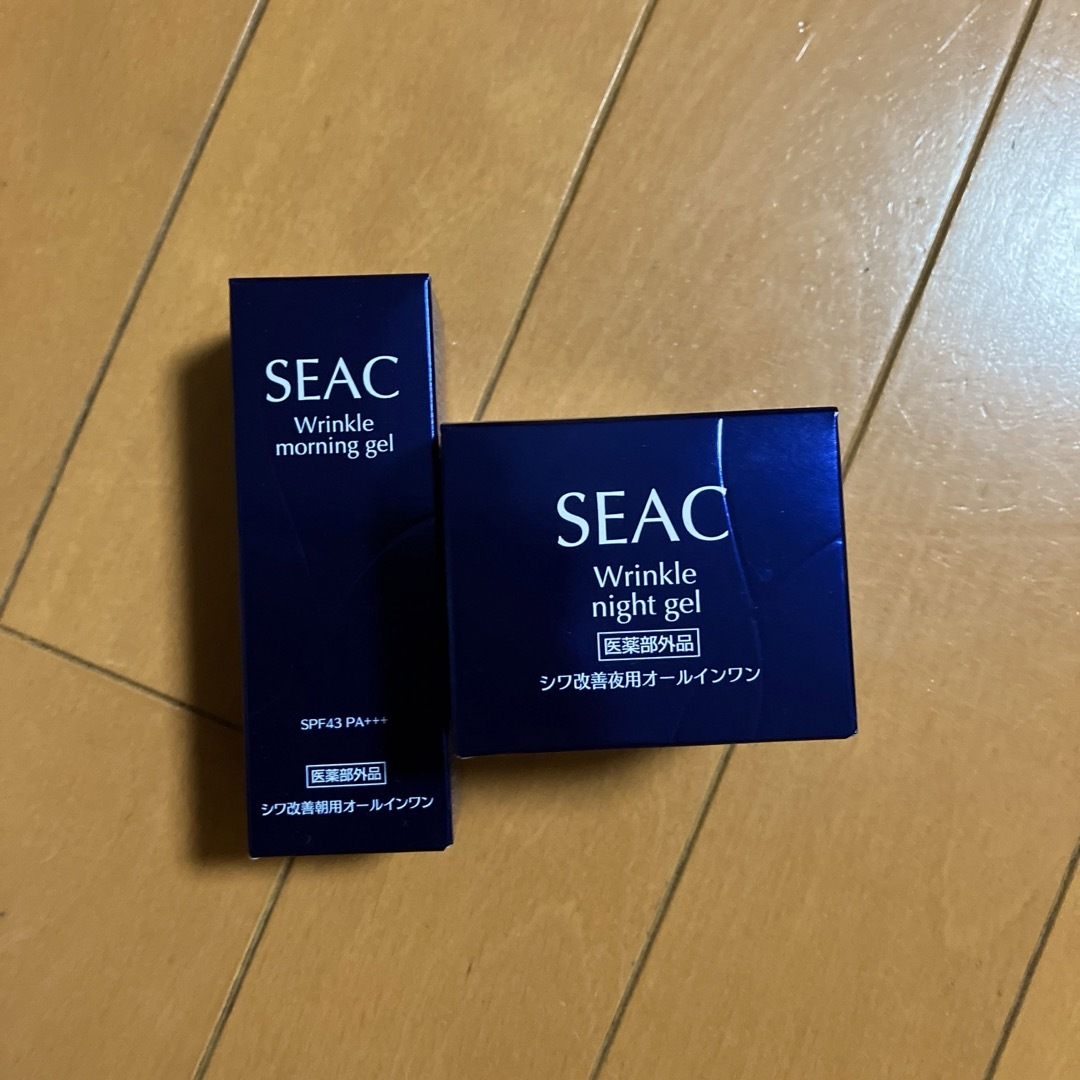 SEAC
Wrinkle
morning gel
SPF43 PA+++
医薬部外品
シワ改善朝用オールインワン
SEAC
Wrinkle
night gel
医薬部外品
シワ改善夜用オールインワン